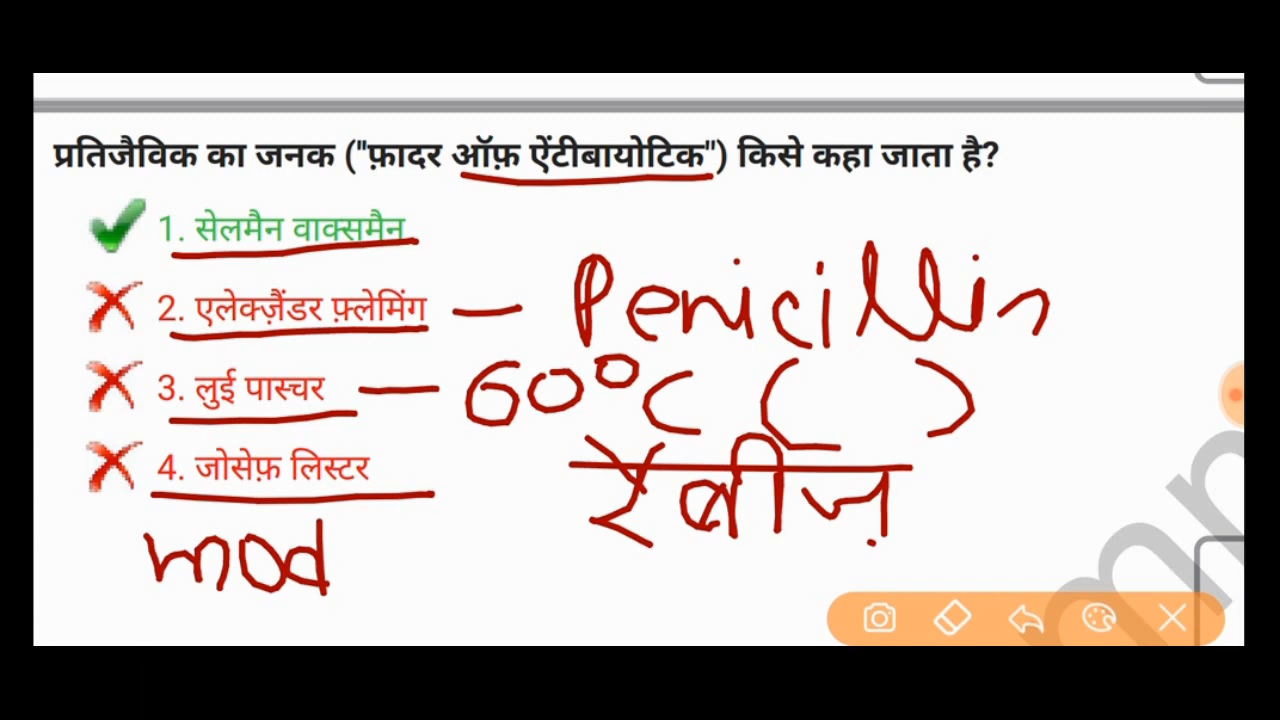 प्रतिजैविक का जनक ("फ़ादर ऑफ़ ऐंटीबायोटिक") किसे कहा जाता है?
1. सेलमैन वाक्समैन
2. एलेक्ज़ैंडर फ़्लेमिंग — Penicillin
3. लुई पास्चर — 60°C ( )
4. जोसेफ़ लिस्टर
रेबीज़
mod